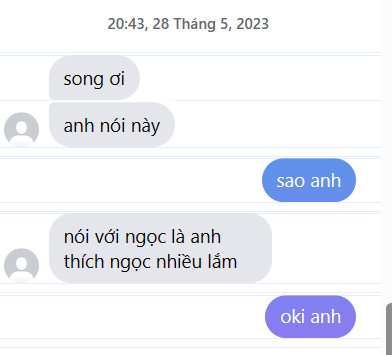 20:43, 28 Tháng 5, 2023
song ơi
anh nói này
sao anh
nói với ngọc là anh
thích ngọc nhiều lắm
oki anh